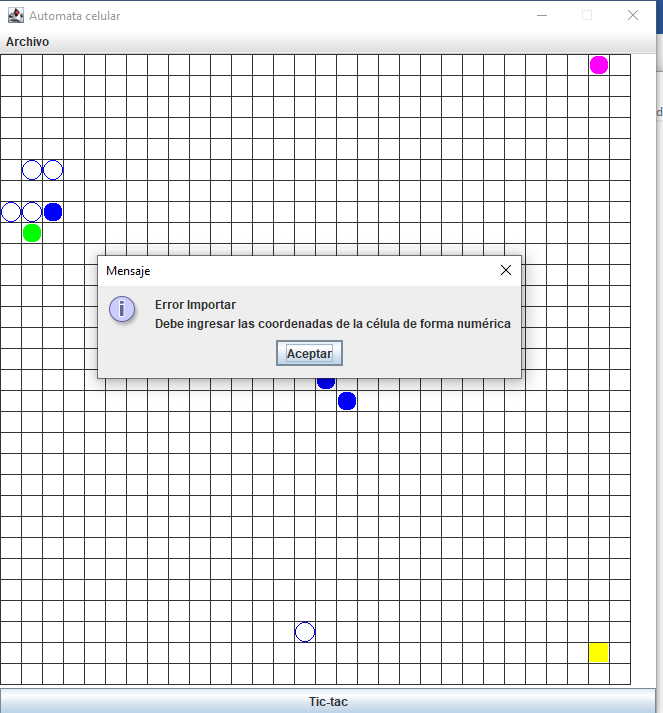 Automata celular
Archivo
d
Mensaje
Error Importar
Debe ingresar las coordenadas de la célula de forma numérica
Aceptar
Tic-tac